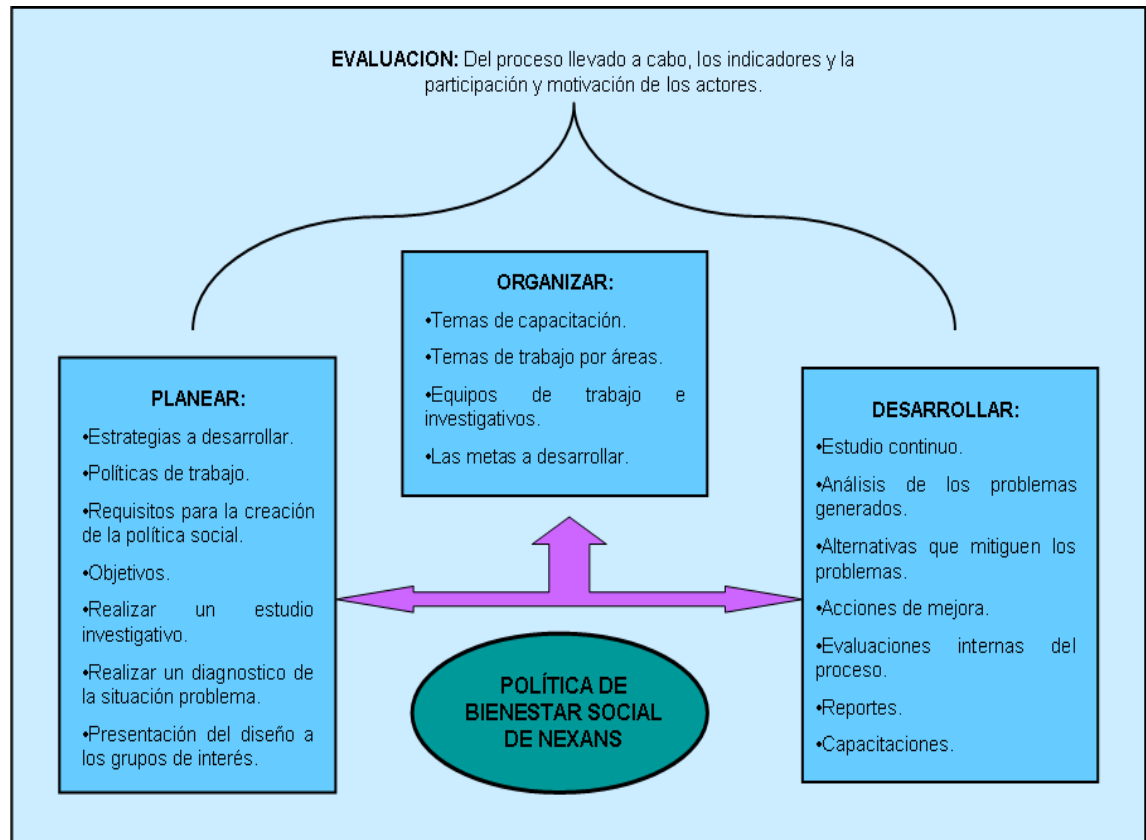 EVALUACION: Del proceso llevado a cabo, los indicadores y la
participación y motivación de los actores.
ORGANIZAR:
•Temas de capacitación.
•Temas de trabajo por áreas.
•Equipos de trabajo e
investigativos.
•Las metas a desarrollar.
PLANEAR:
•Estrategias a desarrollar.
•Políticas de trabajo.
•Requisitos para la creación
de la política social.
•Objetivos.
•Realizar un estudio
investigativo.
•Realizar un diagnostico de
la situación problema.
•Presentación del diseño a
los grupos de interés.
DESARROLLAR:
•Estudio continuo.
•Análisis de los problemas
generados.
•Alternativas que mitiguen los
problemas.
•Acciones de mejora.
•Evaluaciones internas del
proceso.
•Reportes.
•Capacitaciones.
POLÍTICA DE
BIENESTAR SOCIAL
DE NEXANS